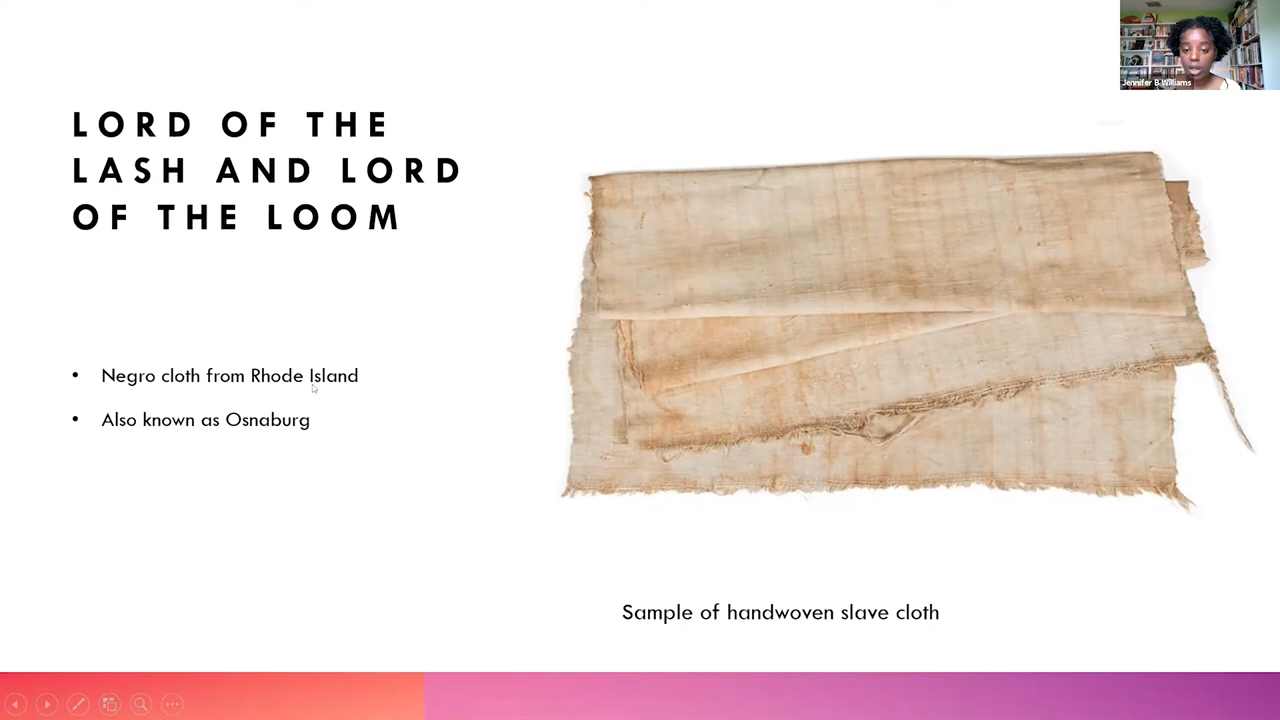 Jennifer B Williams
LORD OF THE
LASH AND LORD
OF THE LOOM
• Negro cloth from Rhode Island
• Also known as Osnaburg
Sample of handwoven slave cloth